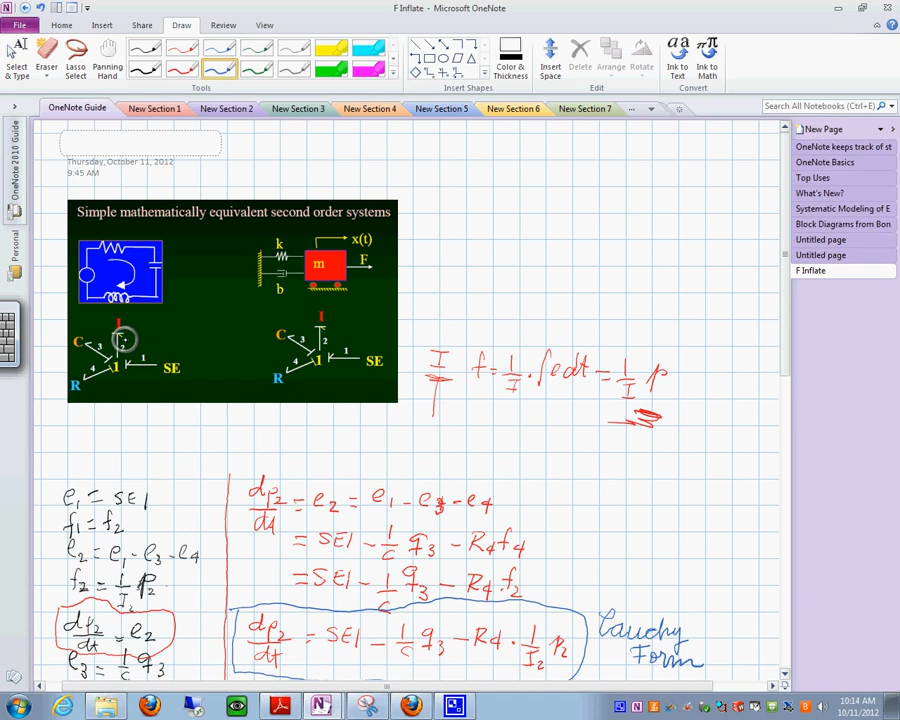 F Inflate - Microsoft OneNote
File Home Insert Share Draw Review View
Select & Type
Eraser
Lasso Select
Panning Hand
Insert Space
Delete
Arrange
Rotate
Color & Thickness
Ink to Text
Ink to Math
Tools
Insert Shapes
Edit
Convert
OneNote Guide New Section 1 New Section 2 New Section 3 New Section 4 New Section 5 New Section 6 New Section 7 ...
Search All Notebooks (Ctrl+E)
OneNote 2010 Guide
Personal
New Page
OneNote keeps track of st
OneNote Basics
Top Uses
What's New?
Systematic Modeling of E
Block Diagrams from Bon
Untitled page
Untitled page
F Inflate
Thursday, October 11, 2012
9:45 AM
Simple mathematically equivalent second order systems
k x(t)
m F
b
I
C 3 2
4 1 1 SE
R
I
C 3 2
4 1 1 SE
R
I f = 1/I · ∫edt = 1/I p
e1 = SE1
f1 = f2
e2 = e1 - e3 - e4
f2 = 1/I2 p2
dp2/dt = e2
e3 = 1/C q3
dp2/dt = e2 = e1 - e3 - e4
= SE1 - 1/C q3 - R4 f4
= SE1 - 1/C q3 - R4 · f2
dp2/dt = SE1 - 1/C q3 - R4 · 1/I2 p2
Cauchy
Form
10:14 AM
10/11/2012